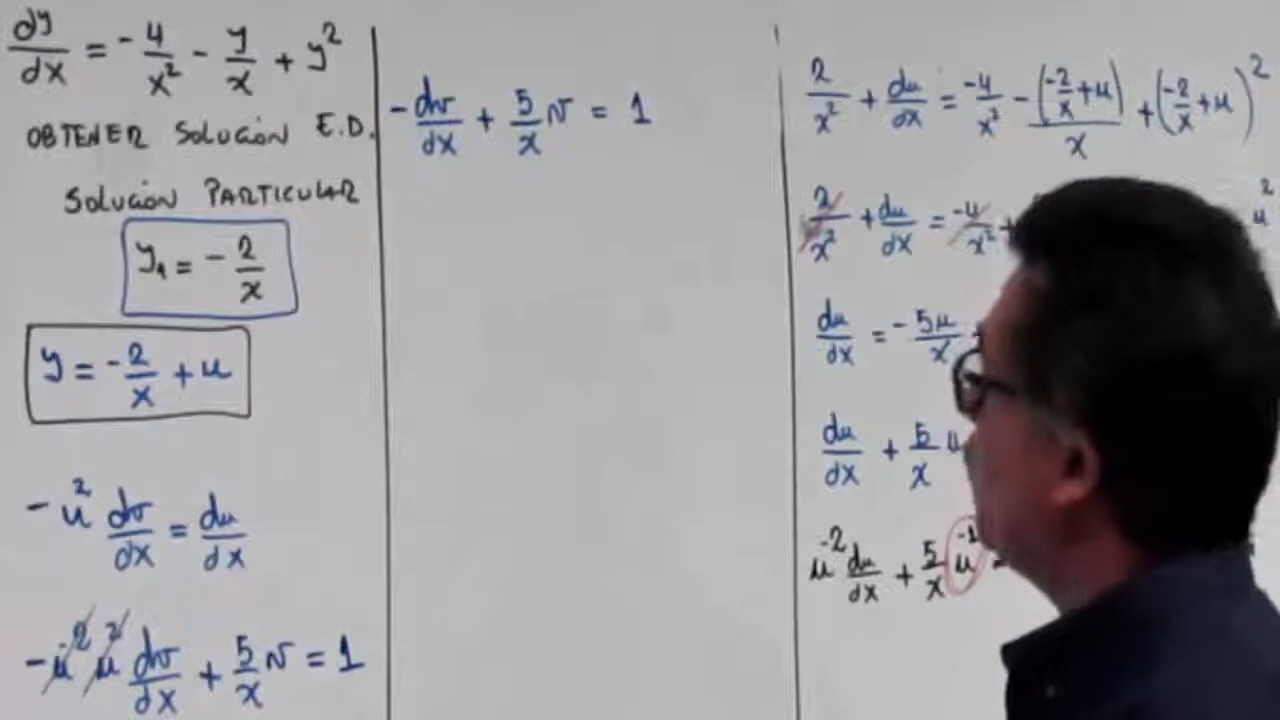 dy/dx = -4/x² - y/x + y²
OBTENER SOLUCIÓN E.D.
SOLUCIÓN PARTICULAR
y₁ = -2/x
y = -2/x + u
-u² dv/dx = du/dx
-u⁻² u² dv/dx + 5/x v = 1
-dv/dx + 5/x v = 1
2/x² + du/dx = -4/x² - (-2/x + u)/x + (-2/x + u)²
2/x² + du/dx = -4/x² + u²
du/dx = -5u/x +
du/dx + 5/x u
u⁻² du/dx + 5/x u⁻¹ =